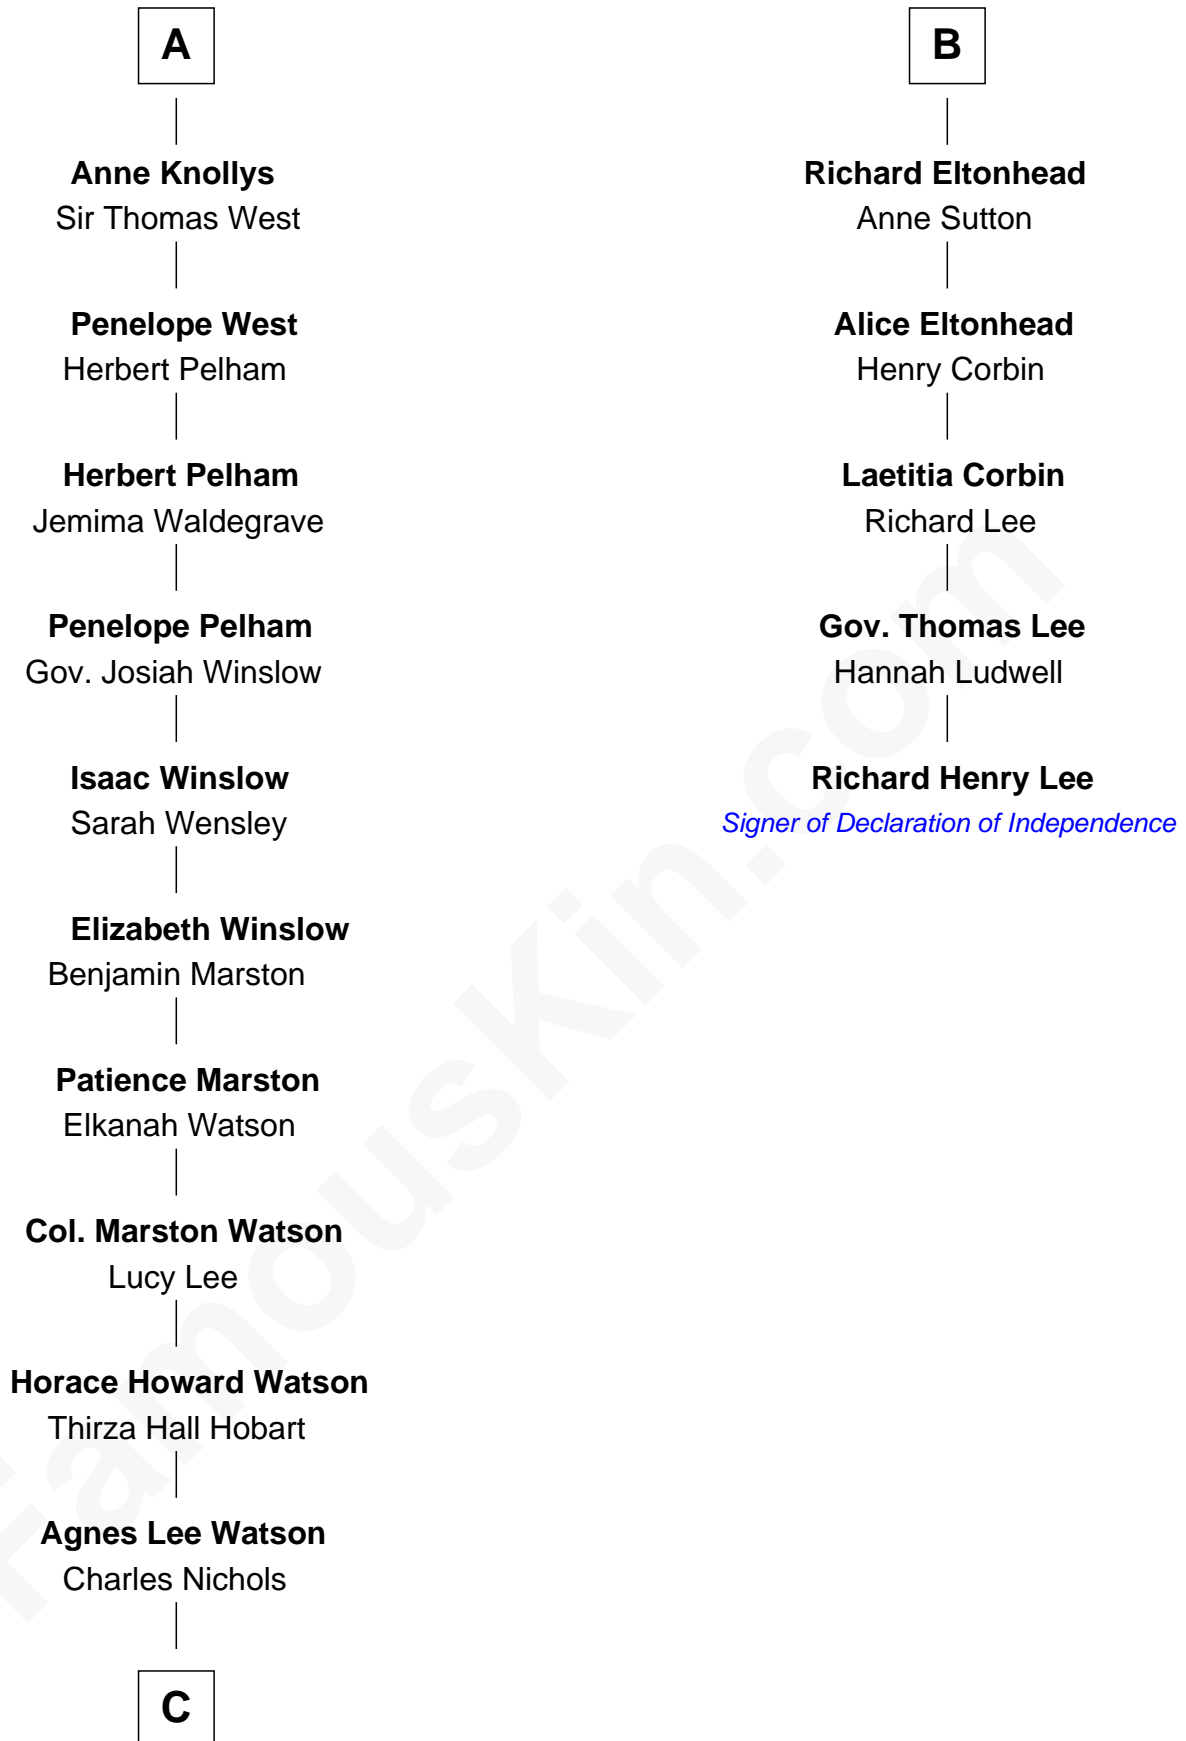 A
Anne Knollys
Sir Thomas West
Penelope West
Herbert Pelham
Herbert Pelham
Jemima Waldegrave
Penelope Pelham
Gov. Josiah Winslow
Isaac Winslow
Sarah Wensley
Elizabeth Winslow
Benjamin Marston
Patience Marston
Elkanah Watson
Col. Marston Watson
Lucy Lee
Horace Howard Watson
Thirza Hall Hobart
Agnes Lee Watson
Charles Nichols
C
B
Richard Eltonhead
Anne Sutton
Alice Eltonhead
Henry Corbin
Laetitia Corbin
Richard Lee
Gov. Thomas Lee
Hannah Ludwell
Richard Henry Lee
Signer of Declaration of Independence
FamousKin.com